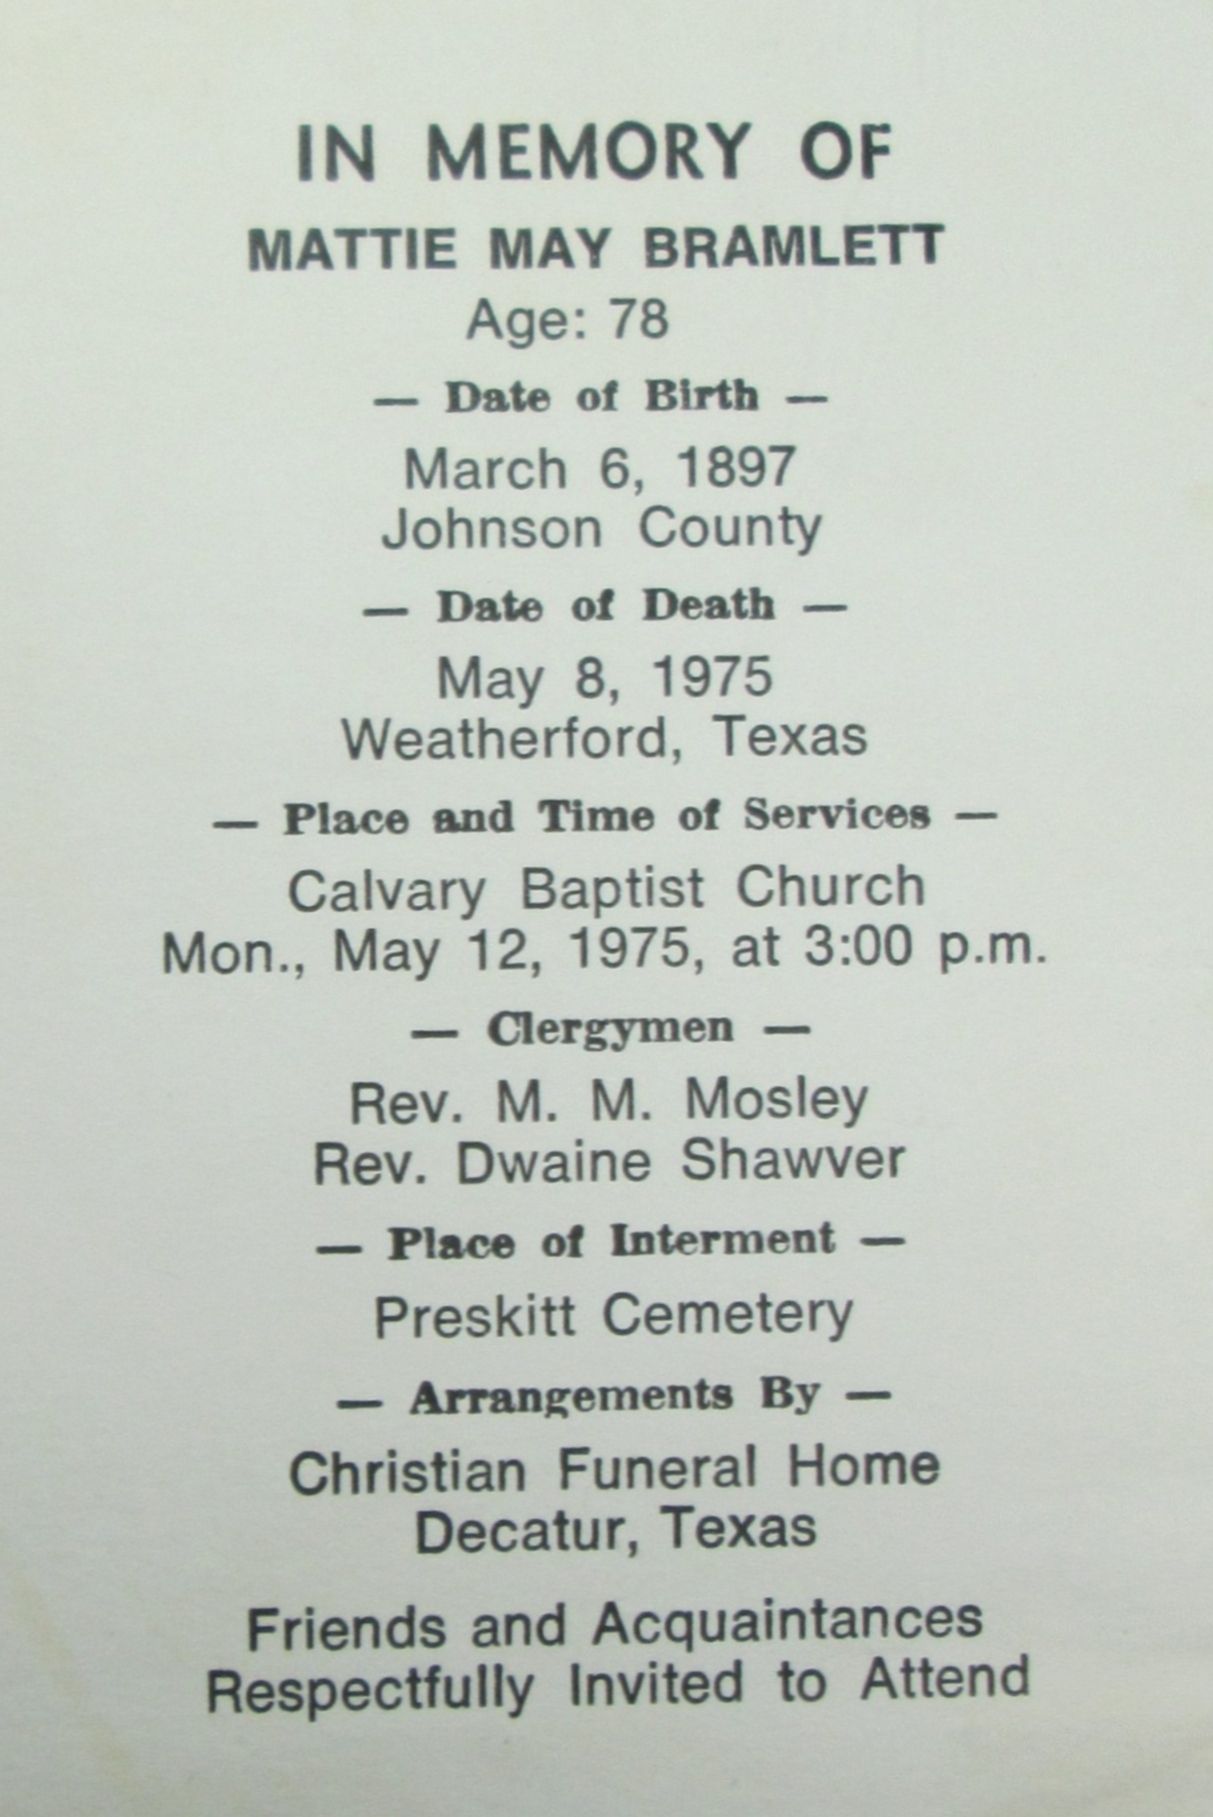 IN MEMORY OF
MATTIE MAY BRAMLETT
Age: 78
— Date of Birth —
March 6, 1897
Johnson County
— Date of Death —
May 8, 1975
Weatherford, Texas
— Place and Time of Services —
Calvary Baptist Church
Mon., May 12, 1975, at 3:00 p.m.
— Clergymen —
Rev. M. M. Mosley
Rev. Dwaine Shawver
— Place of Interment —
Preskitt Cemetery
— Arrangements By —
Christian Funeral Home
Decatur, Texas
Friends and Acquaintances
Respectfully Invited to Attend